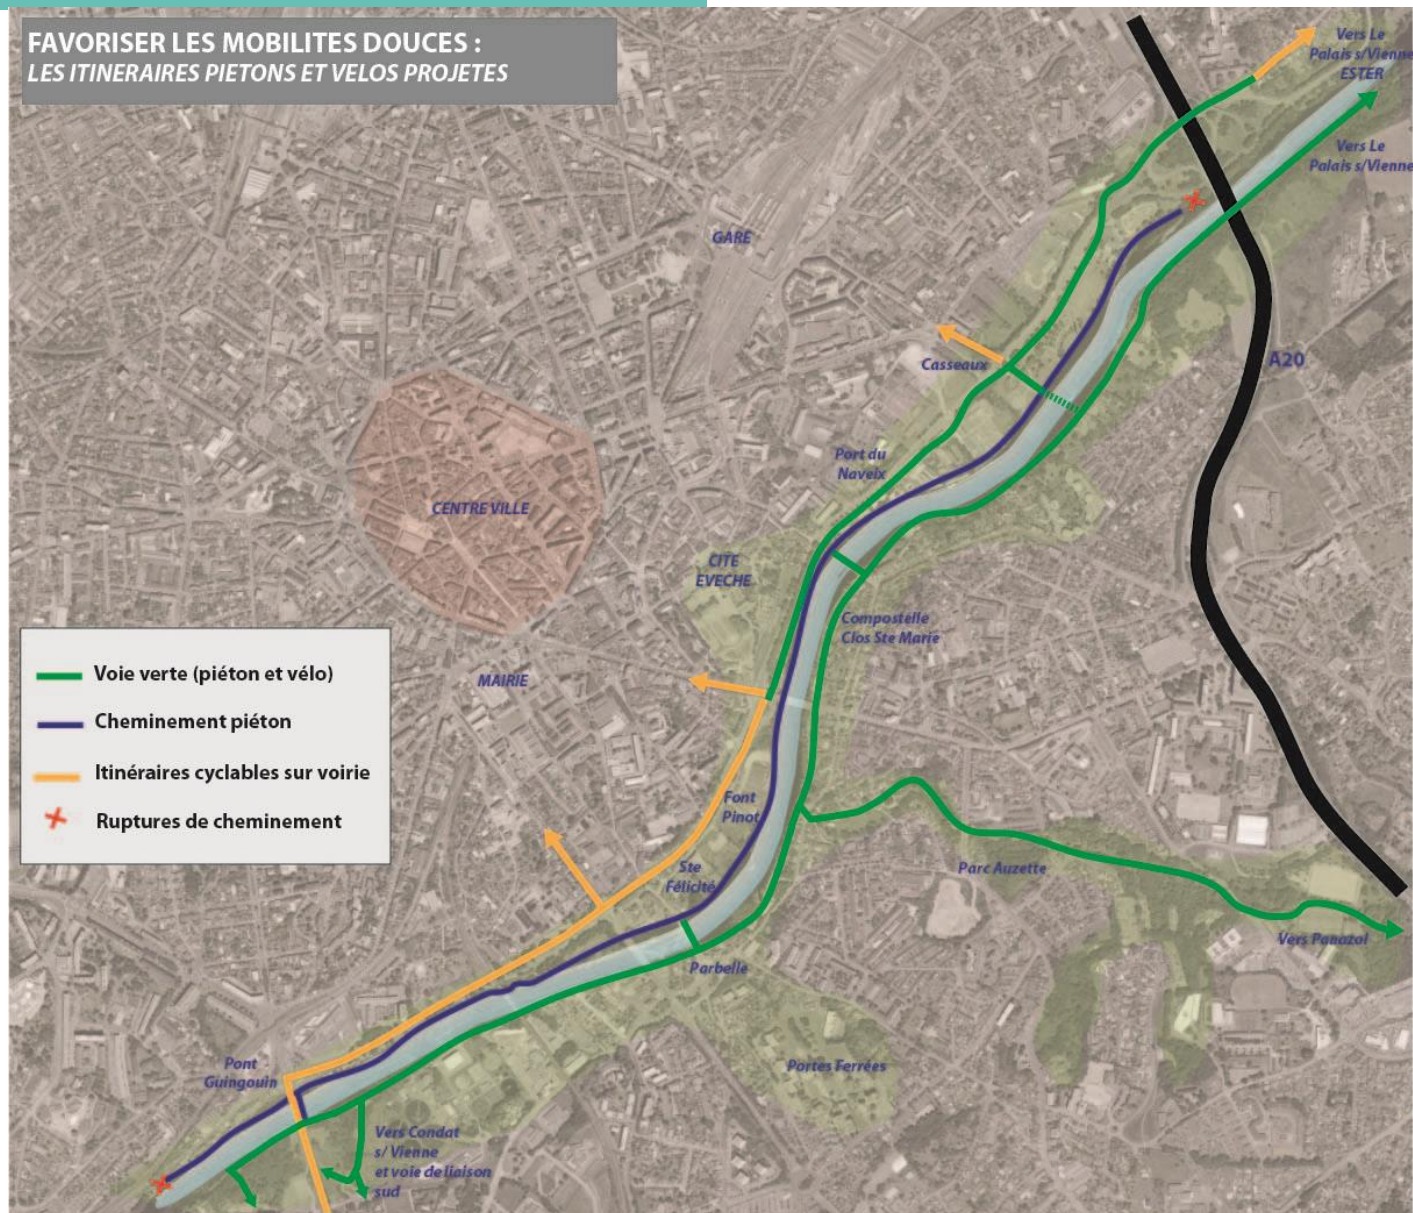 FAVORISER LES MOBILITES DOUCES :
LES ITINERAIRES PIETONS ET VELOS PROJETES
Vers Le
Palais s/Vienne
ESTER
Vers Le
Palais s/Vienne
GARE
A20
Casseaux
Port du
Naveix
CENTRE VILLE
CITE
EVECHE
Compostelle
Clos Ste Marie
MAIRIE
Voie verte (piéton et vélo)
Cheminement piéton
Itinéraires cyclables sur voirie
Ruptures de cheminement
Font
Pinot
Ste
Félicité
Parc Auzette
Vers Panazol
Parbelle
Pont
Guingouin
Portes Ferrées
Vers Condat
s/ Vienne
et voie de liaison
sud